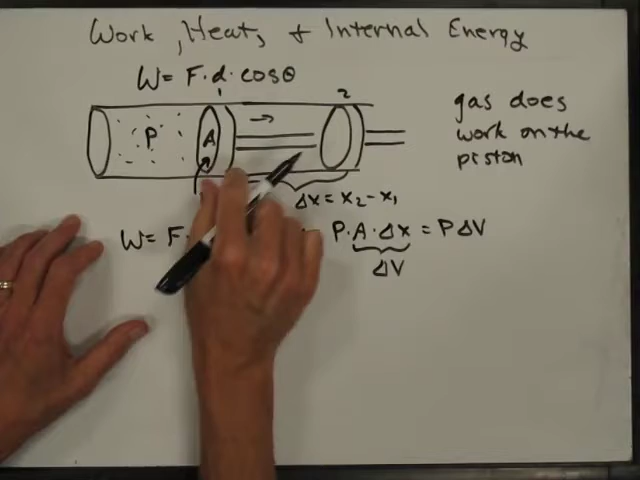 Work, Heat, & Internal Energy
W = F·d·cosθ
1
2
P
A
gas does
work on the
piston
Δx = x₂ - x₁
W = F·
P·A·Δx = PΔV
ΔV